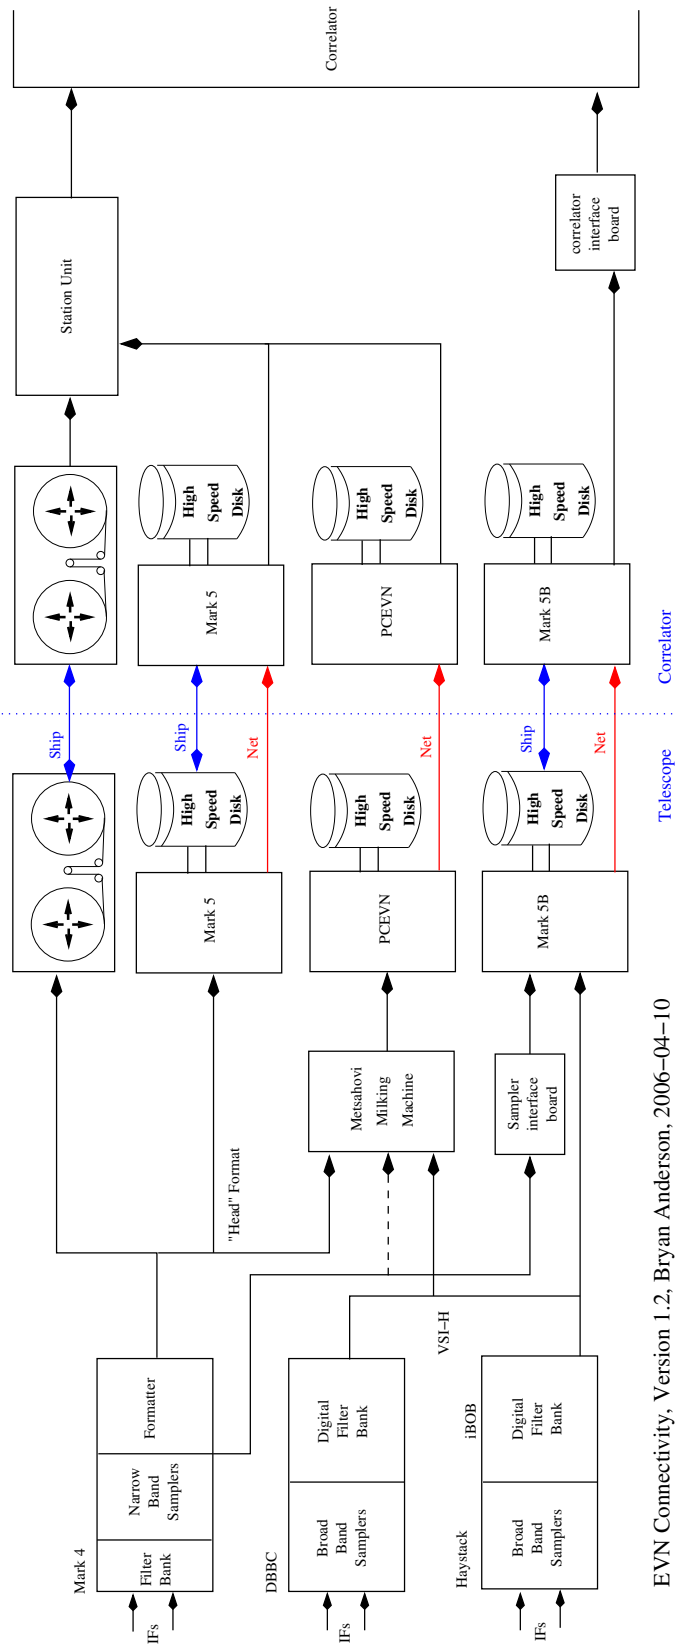 Mark 4
IFs
Filter
Bank
Narrow
Band
Samplers
Formatter
"Head" Format
Ship
Ship
Net
Mark 5
High
Speed
Disk
Mark 5
High
Speed
Disk
Station Unit
Correlator
DBBC
IFs
Broad
Band
Samplers
Digital
Filter
Bank
VSI−H
Metsahovi
Milking
Machine
PCEVN
High
Speed
Disk
Net
PCEVN
High
Speed
Disk
Haystack
iBOB
IFs
Broad
Band
Samplers
Digital
Filter
Bank
Sampler
interface
board
Mark 5B
High
Speed
Disk
Ship
Net
Mark 5B
High
Speed
Disk
correlator
interface
board
Telescope
Correlator
EVN Connectivity, Version 1.2, Bryan Anderson, 2006−04−10